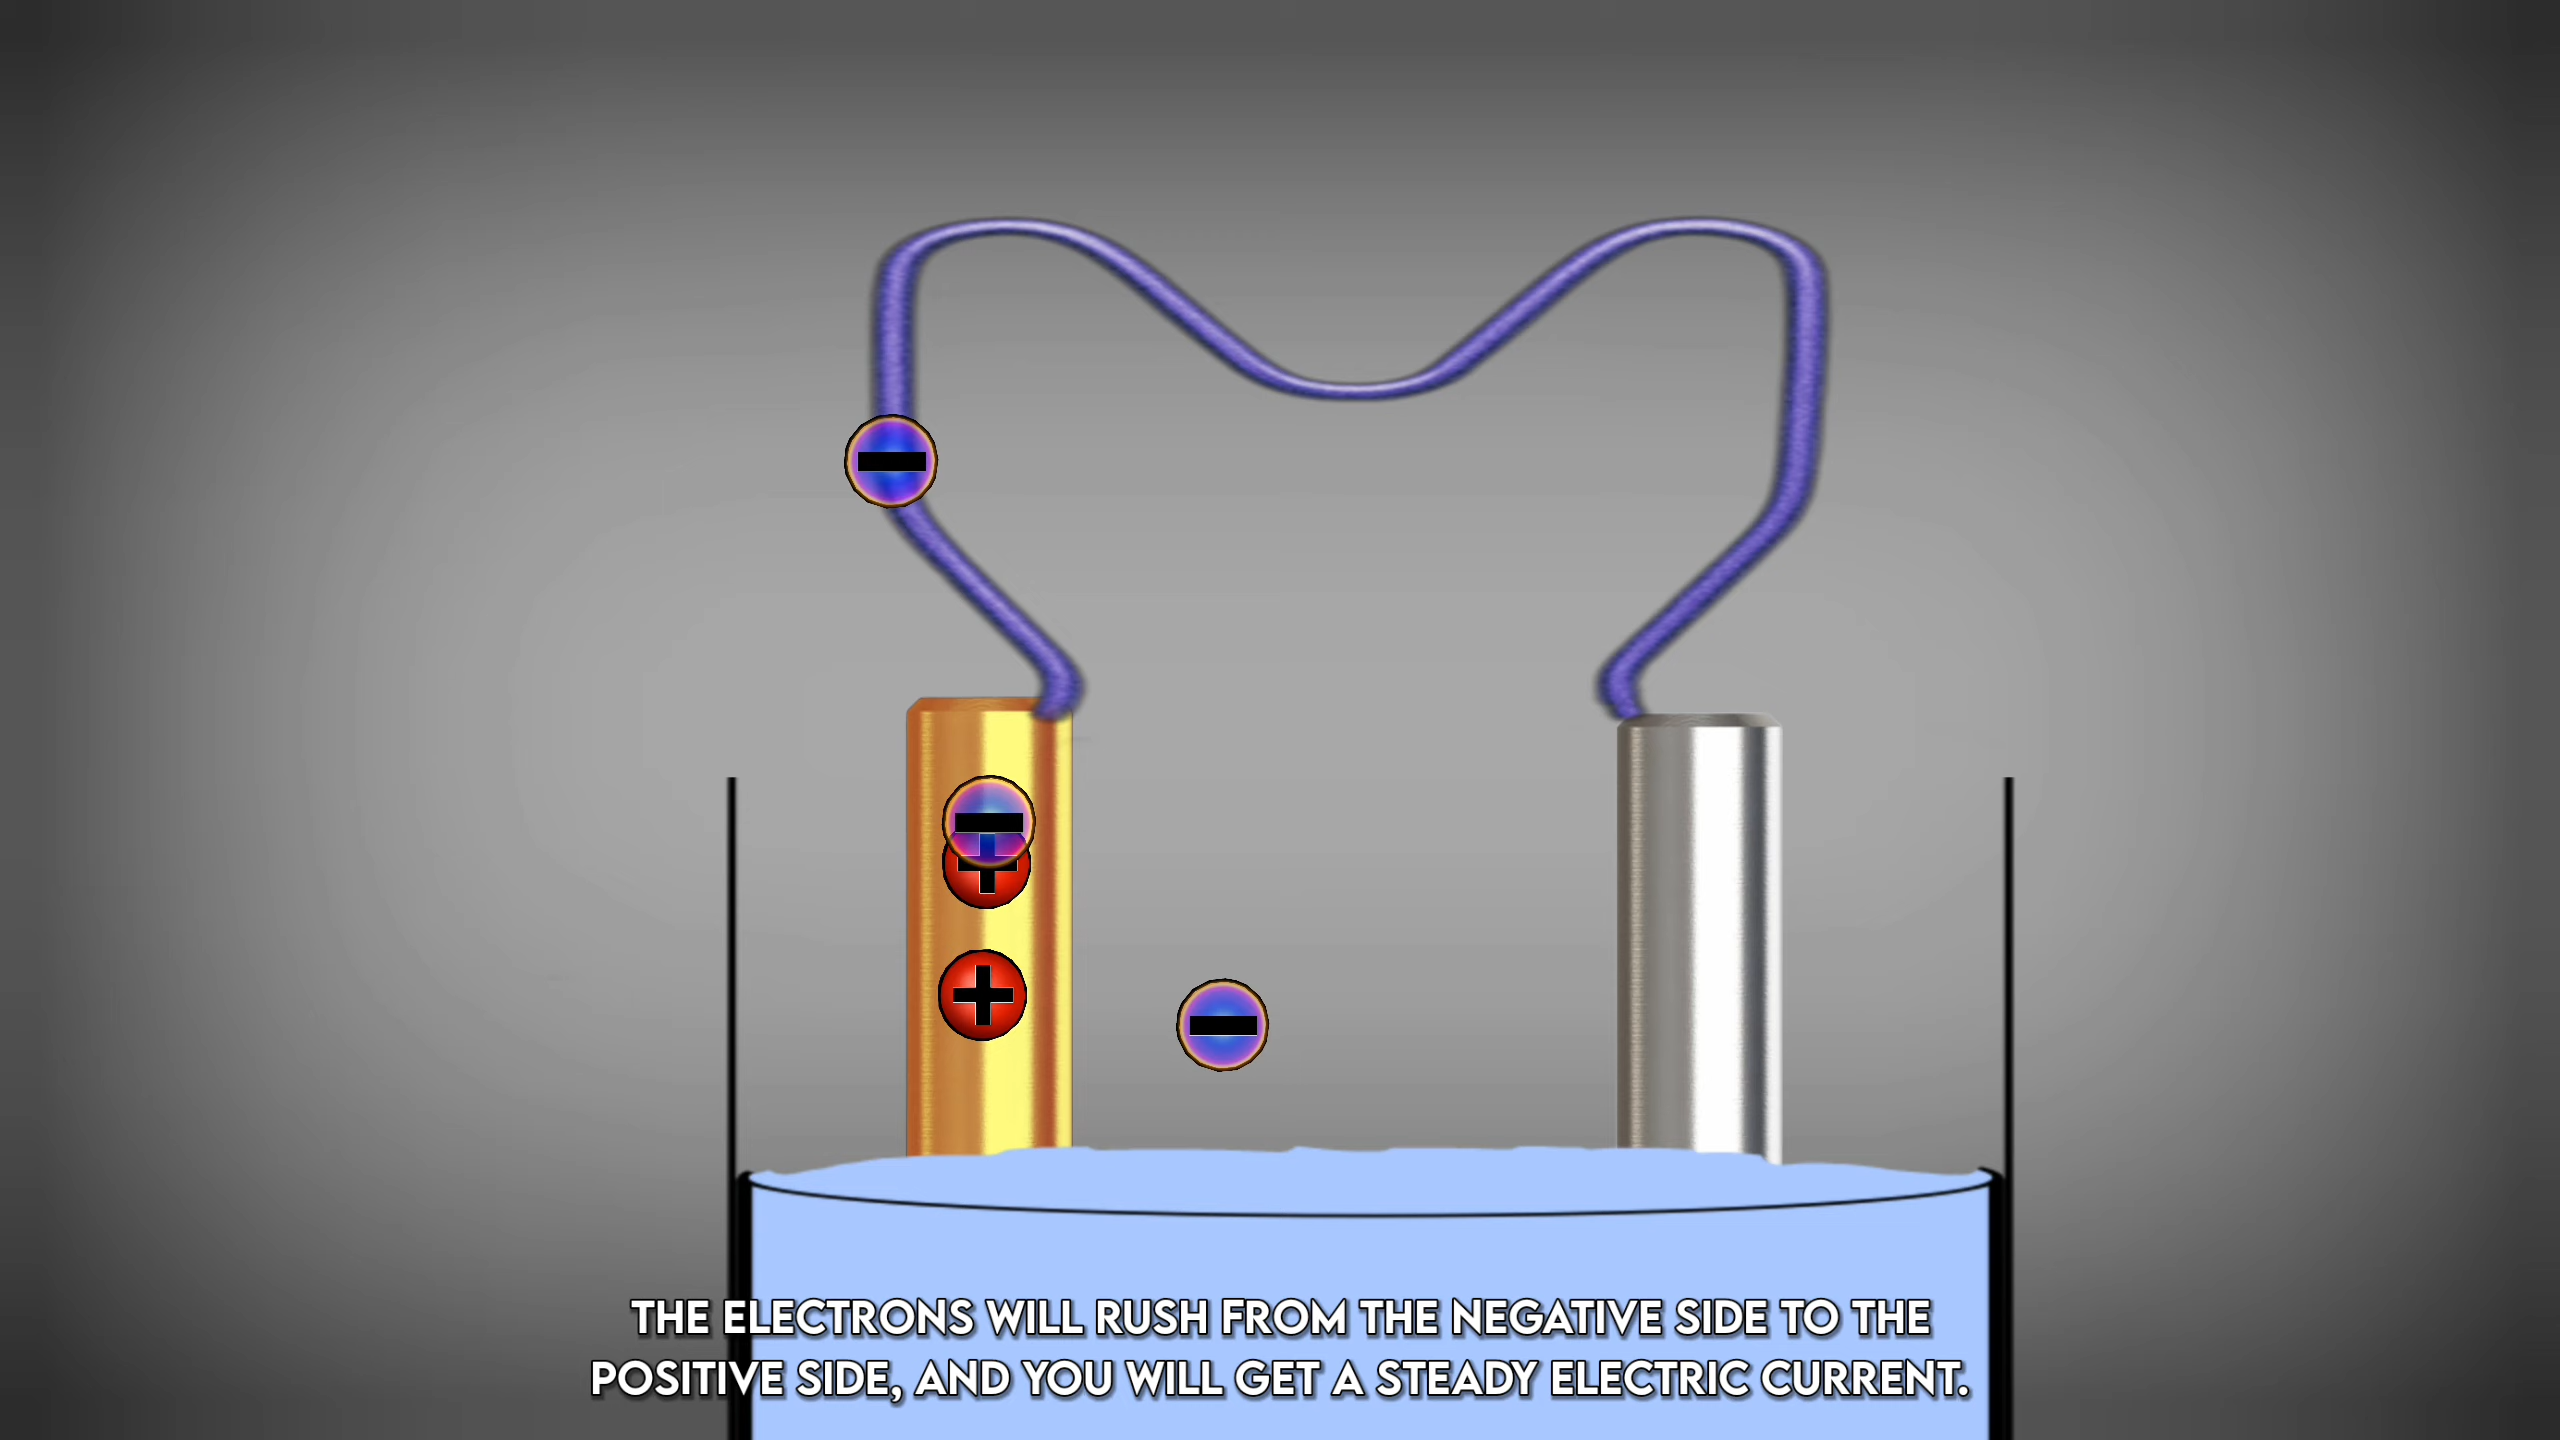 THE ELECTRONS WILL RUSH FROM THE NEGATIVE SIDE TO THE
POSITIVE SIDE, AND YOU WILL GET A STEADY ELECTRIC CURRENT.